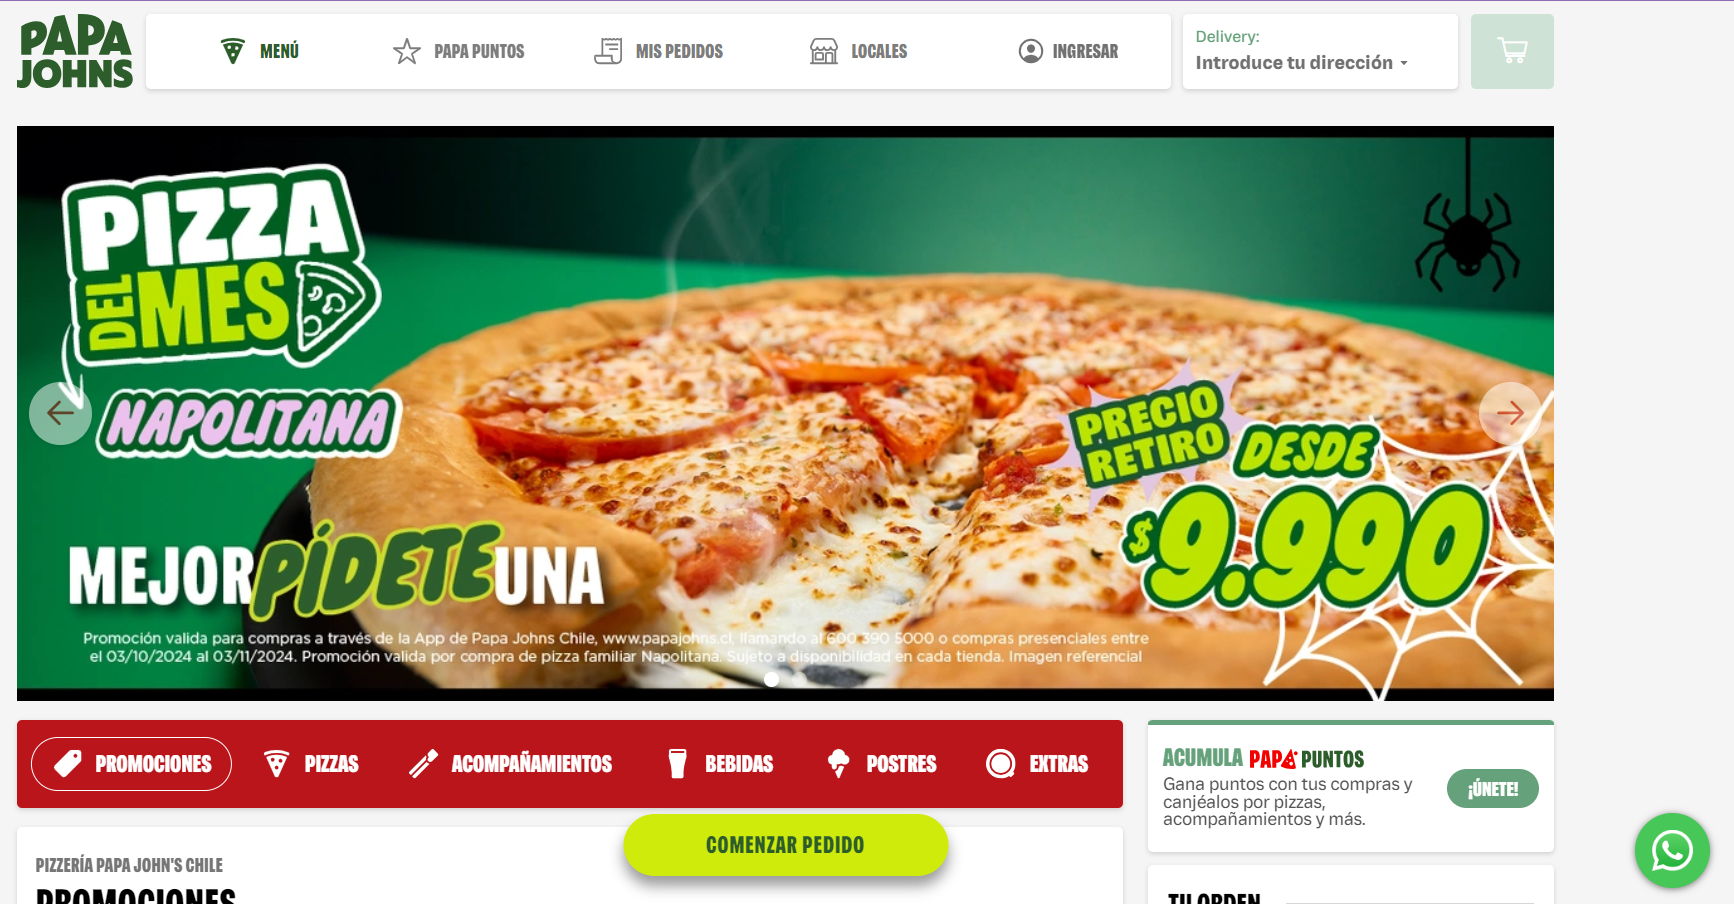 PAPA
JOHNS
MENÚ
PAPA PUNTOS
MIS PEDIDOS
LOCALES
INGRESAR
Delivery:
Introduce tu dirección
PIZZA
DEL MES
NAPOLITANA
PRECIO
RETIRO
DESDE
$9.990
MEJOR PÍDETE UNA
Promoción valida para compras a través de la App de Papa Johns Chile, www.papajohns.cl, llamando al 600 390 5000 o compras presenciales entre
el 03/10/2024 al 03/11/2024. Promoción valida por compra de pizza familiar Napolitana. Sujeto a disponibilidad en cada tienda. Imagen referencial
PROMOCIONES
PIZZAS
ACOMPAÑAMIENTOS
BEBIDAS
POSTRES
EXTRAS
ACUMULA PAPA PUNTOS
Gana puntos con tus compras y
canjéalos por pizzas,
acompañamientos y más.
¡ÚNETE!
COMENZAR PEDIDO
PIZZERÍA PAPA JOHN'S CHILE
PROMOCIONES
TU ORDEN